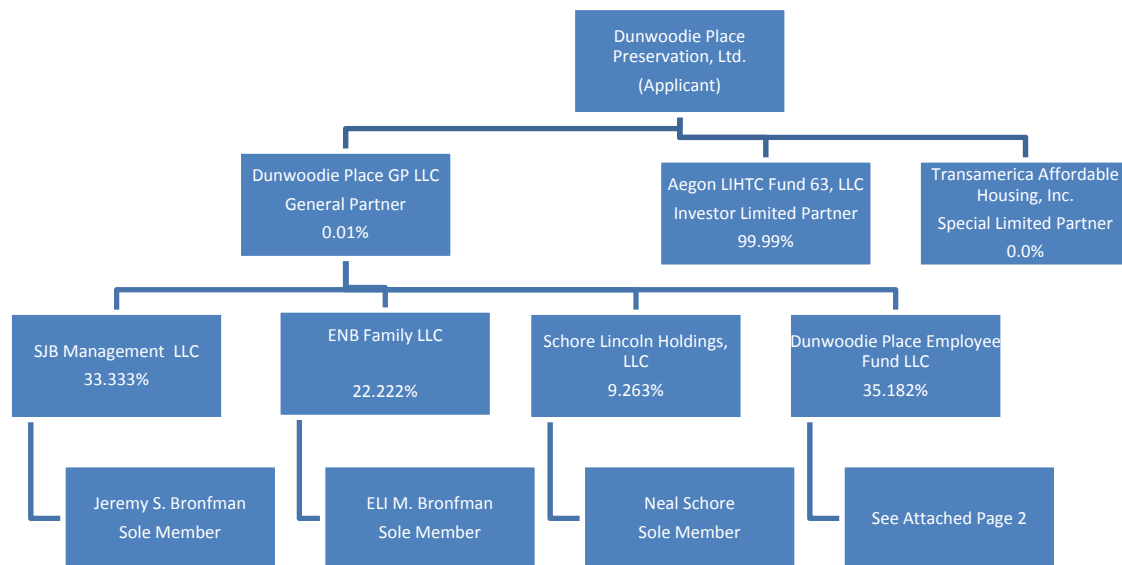 Dunwoodie Place
Preservation, Ltd.
(Applicant)
Dunwoodie Place GP LLC
General Partner
0.01%
Aegon LIHTC Fund 63, LLC
Investor Limited Partner
99.99%
Transamerica Affordable
Housing, Inc.
Special Limited Partner
0.0%
SJB Management LLC
33.333%
ENB Family LLC
22.222%
Schore Lincoln Holdings,
LLC
9.263%
Dunwoodie Place Employee
Fund LLC
35.182%
Jeremy S. Bronfman
Sole Member
ELI M. Bronfman
Sole Member
Neal Schore
Sole Member
See Attached Page 2